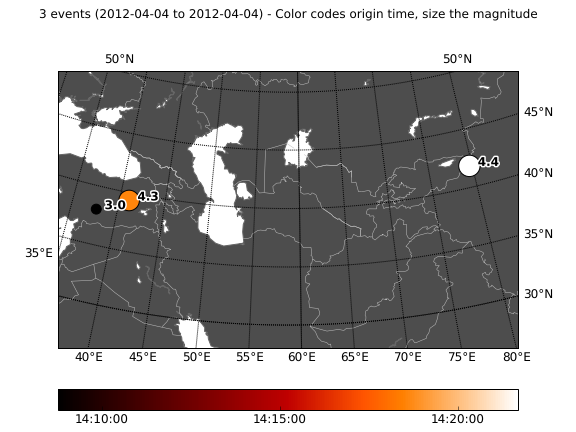 3 events (2012-04-04 to 2012-04-04) - Color codes origin time, size the magnitude
50°N 50°N
45°N
4.4
40°N
4.3
3.0
35°N
35°E
30°N
40°E 45°E 50°E 55°E 60°E 65°E 70°E 75°E 80°E
14:10:00 14:15:00 14:20:00